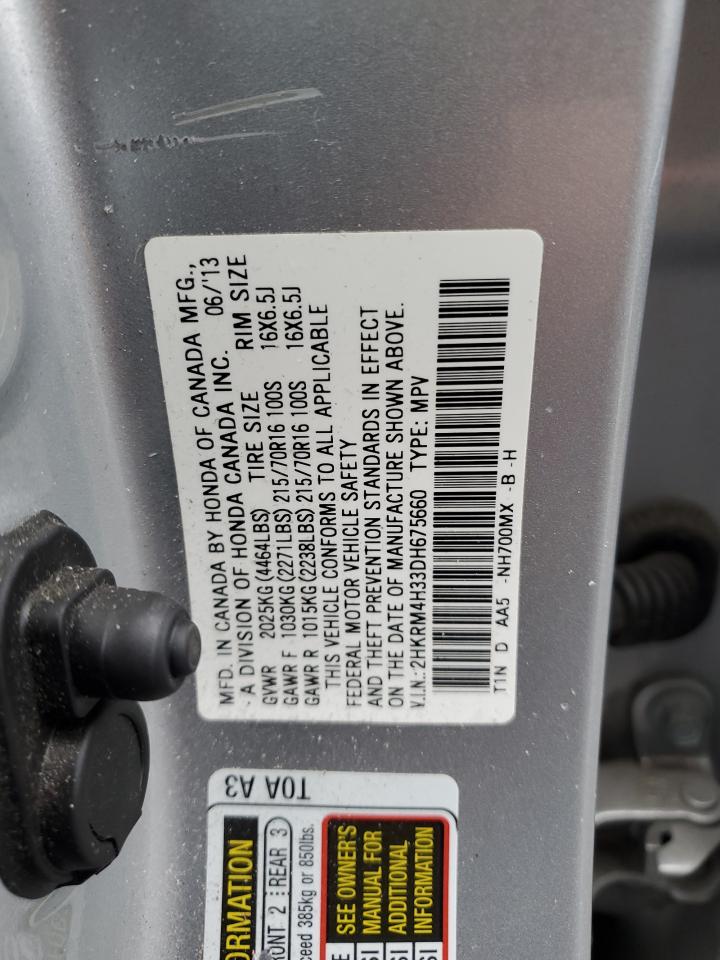 MFD. IN CANADA BY HONDA OF CANADA MFG.,
- A DIVISION OF HONDA CANADA INC. 06/'13
GVWR 2025KG(4464LBS) TIRE SIZE RIM SIZE
GAWR F 1030KG(2271LBS)215/70R16 100S 16X6.5J
GAWR R 1015KG(2238LBS)215/70R16 100S 16X6.5J
THIS VEHICLE CONFORMS TO ALL APPLICABLE
FEDERAL MOTOR VEHICLE SAFETY
AND THEFT PREVENTION STANDARDS IN EFFECT
ON THE DATE OF MANUFACTURE SHOWN ABOVE.
V.I.N.:2HKRM4H33DH675660 TYPE: MPV
T1N D AA5 -NH700MX -B -H
T0A A3
REAR 3
2
385kg or 850lbs.
SEE OWNER'S
MANUAL FOR
ADDITIONAL
INFORMATION